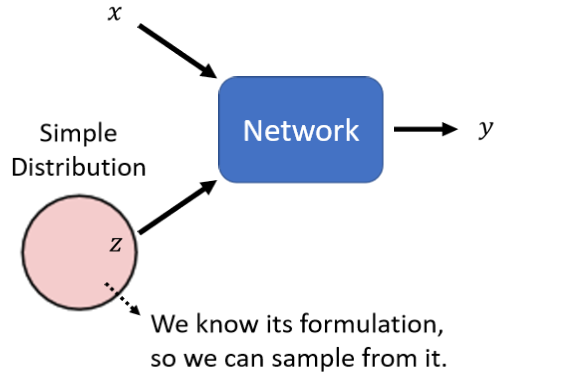 x
Network
y
Simple
Distribution
z
We know its formulation,
so we can sample from it.